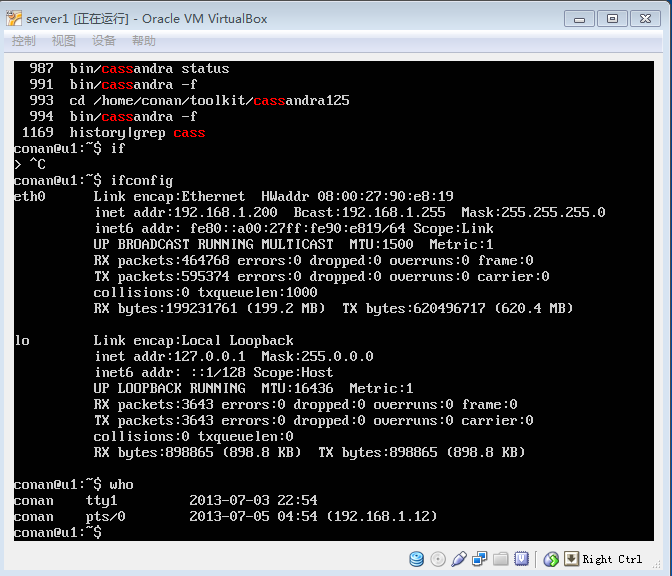 server1 [正在运行] - Oracle VM VirtualBox
控制 视图 设备 帮助
987 bin/cassandra status
991 bin/cassandra -f
993 cd /home/conan/toolkit/cassandra125
994 bin/cassandra -f
1169 history|grep cass
conan@u1:~$ if
> ^C
conan@u1:~$ ifconfig
eth0 Link encap:Ethernet HWaddr 08:00:27:90:e8:19
inet addr:192.168.1.200 Bcast:192.168.1.255 Mask:255.255.255.0
inet6 addr: fe80::a00:27ff:fe90:e819/64 Scope:Link
UP BROADCAST RUNNING MULTICAST MTU:1500 Metric:1
RX packets:464768 errors:0 dropped:0 overruns:0 frame:0
TX packets:595374 errors:0 dropped:0 overruns:0 carrier:0
collisions:0 txqueuelen:1000
RX bytes:199231761 (199.2 MB) TX bytes:620496717 (620.4 MB)
lo Link encap:Local Loopback
inet addr:127.0.0.1 Mask:255.0.0.0
inet6 addr: ::1/128 Scope:Host
UP LOOPBACK RUNNING MTU:16436 Metric:1
RX packets:3643 errors:0 dropped:0 overruns:0 frame:0
TX packets:3643 errors:0 dropped:0 overruns:0 carrier:0
collisions:0 txqueuelen:0
RX bytes:898865 (898.8 KB) TX bytes:898865 (898.8 KB)
conan@u1:~$ who
conan tty1 2013-07-03 22:54
conan pts/0 2013-07-05 04:54 (192.168.1.12)
conan@u1:~$
Right Ctrl